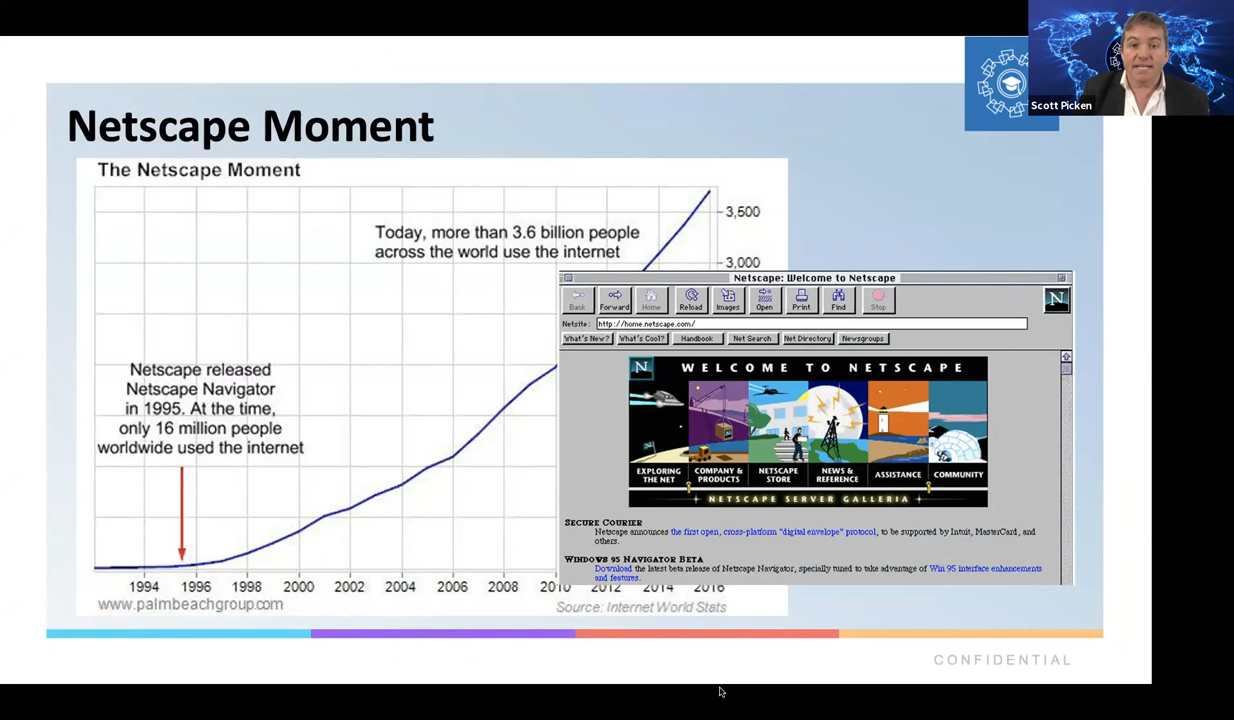 Scott Picken
Netscape Moment
The Netscape Moment
Today, more than 3.6 billion people
across the world use the internet
3,500
3,000
Netscape released
Netscape Navigator
in 1995. At the time,
only 16 million people
worldwide used the internet
1994 1996 1998 2000 2002 2004 2006 2008 2010 2012 2014 2016
www.palmbeachgroup.com
Source: Internet World Stats
Netscape: Welcome to Netscape
Back Forward Home Reload Images Open Print Find Stop
N
Netsite: http://home.netscape.com/
What's New? What's Cool? Handbook Net Search Net Directory Newsgroups
N WELCOME TO NETSCAPE
EXPLORING THE NET
COMPANY & PRODUCTS
NETSCAPE STORE
NEWS & REFERENCE
ASSISTANCE
COMMUNITY
NETSCAPE SERVER GALLERIA
SECURE COURIER
Netscape announces the first open, cross-platform "digital envelope" protocol, to be supported by Intuit, MasterCard, and
others.
WINDOWS 95 NAVIGATOR BETA
Download the latest beta release of Netscape Navigator, specially tuned to take advantage of Win 95 interface enhancements
and features.
CONFIDENTIAL